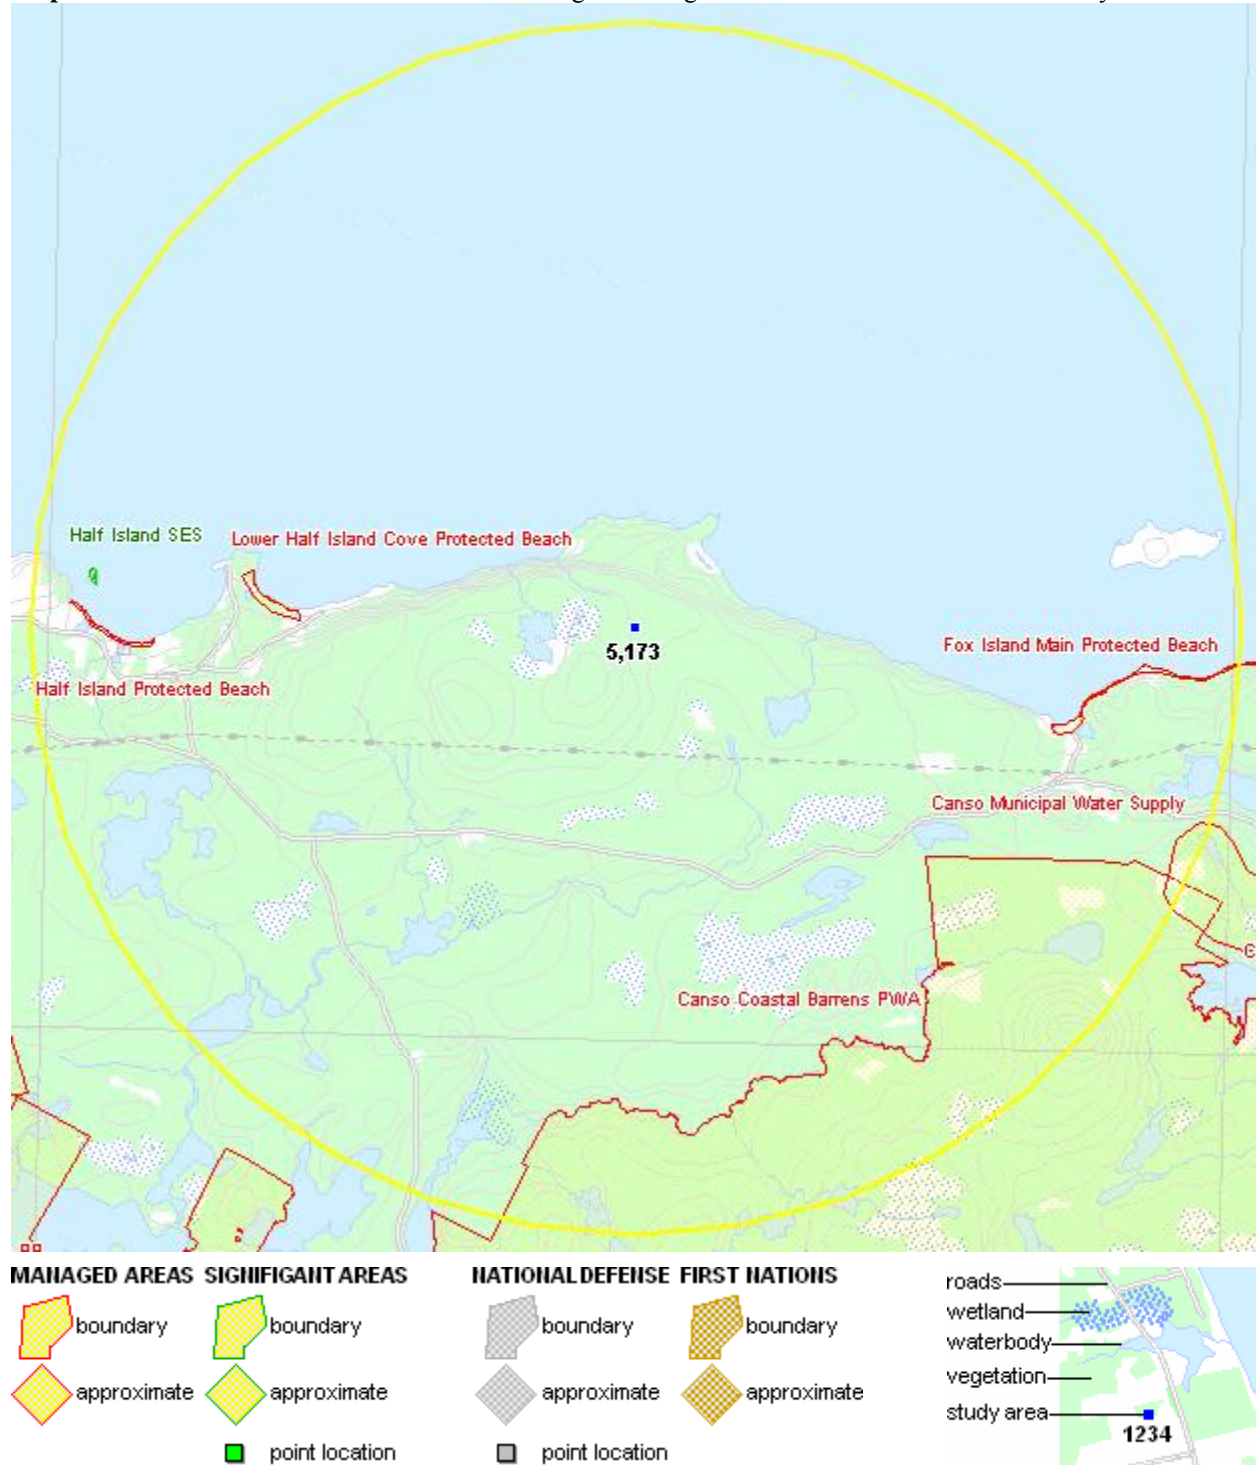 Half Island SES
Lower Half Island Cove Protected Beach
5,173
Fox Island Main Protected Beach
Half Island Protected Beach
Canso Municipal Water Supply
Canso Coastal Barrens PWA
MANAGED AREAS SIGNIFIGANT AREAS NATIONAL DEFENSE FIRST NATIONS
boundary boundary boundary boundary
approximate approximate approximate approximate
point location point location
roads
wetland
waterbody
vegetation
study area
1234